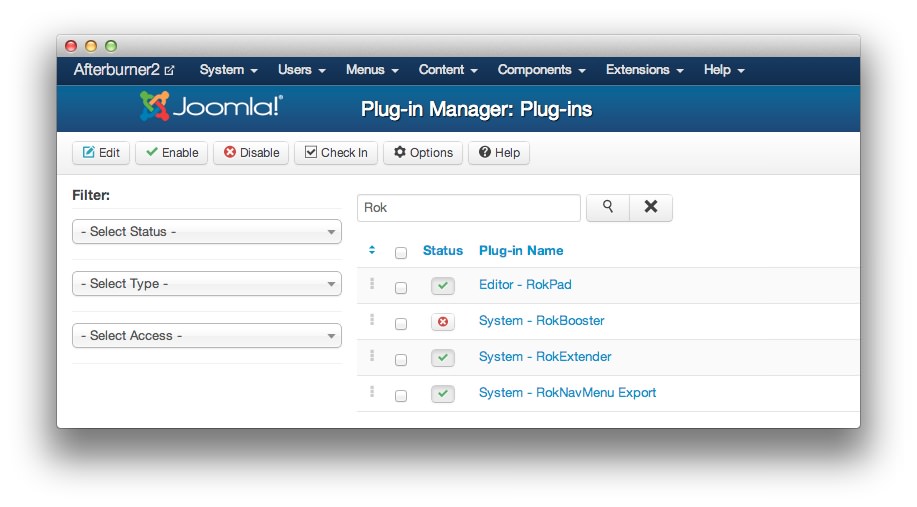 Afterburner2 System Users Menus Content Components Extensions Help
Joomla!® Plug-in Manager: Plug-ins
Edit Enable Disable Check In Options Help
Filter:
Rok
- Select Status -
Status Plug-in Name
- Select Type -
Editor - RokPad
System - RokBooster
- Select Access -
System - RokExtender
System - RokNavMenu Export